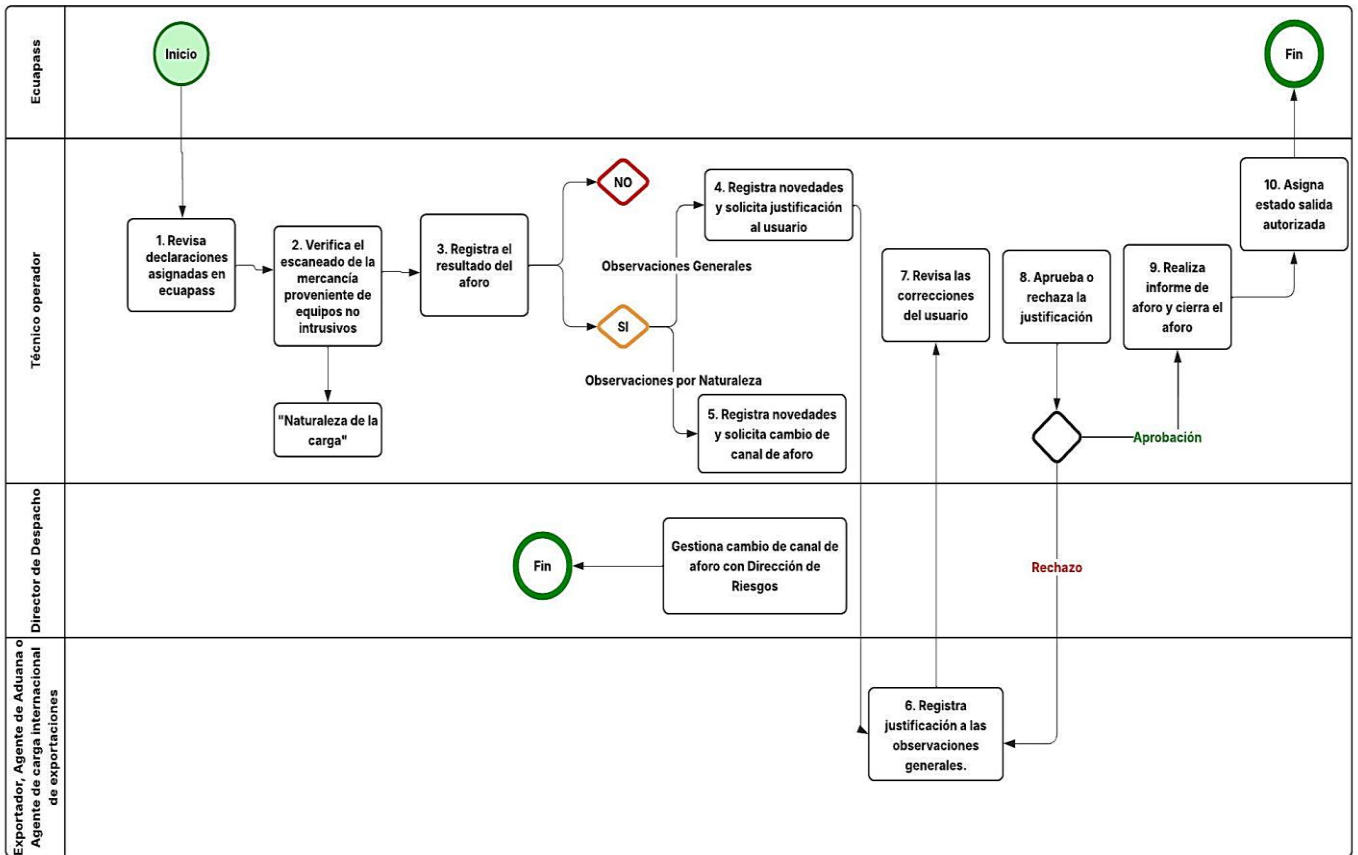 Ecuapass
Inicio
Fin
Técnico operador
1. Revisa
declaraciones
asignadas en
ecuapass
2. Verifica el
escaneado de la
mercancía
proveniente de
equipos no
intrusivos
"Naturaleza de la
carga"
3. Registra el
resultado del
aforo
NO
SI
Observaciones Generales
Observaciones por Naturaleza
4. Registra novedades
y solicita justificación
al usuario
5. Registra novedades
y solicita cambio de
canal de aforo
7. Revisa las
correcciones
del usuario
8. Aprueba o
rechaza la
justificación
Aprobación
9. Realiza
informe de
aforo y cierra el
aforo
10. Asigna
estado salida
autorizada
Director de Despacho
Fin
Gestiona cambio de canal de
aforo con Dirección de
Riesgos
Rechazo
Exportador, Agente de Aduana o
Agente de carga internacional
de exportaciones
6. Registra
justificación a las
observaciones
generales.